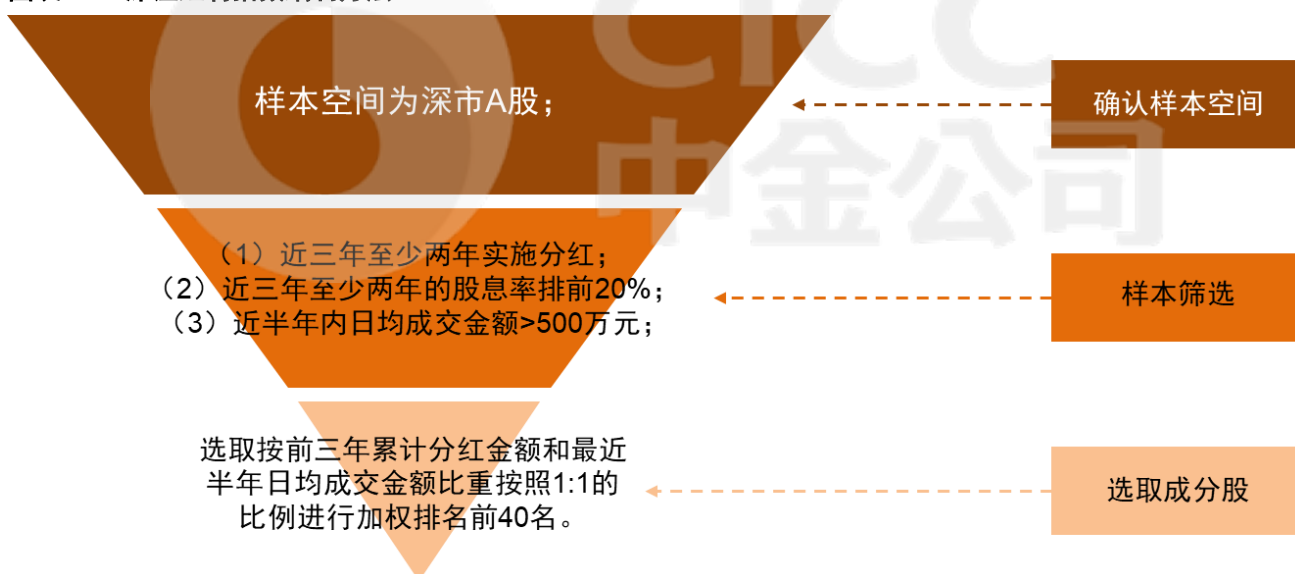 CICC
中金公司
样本空间为深市A股；
确认样本空间
（1）近三年至少两年实施分红；
（2）近三年至少两年的股息率排前20%；
（3）近半年内日均成交金额>500万元；
样本筛选
选取按前三年累计分红金额和最近
半年日均成交金额比重按照1:1的
比例进行加权排名前40名。
选取成分股